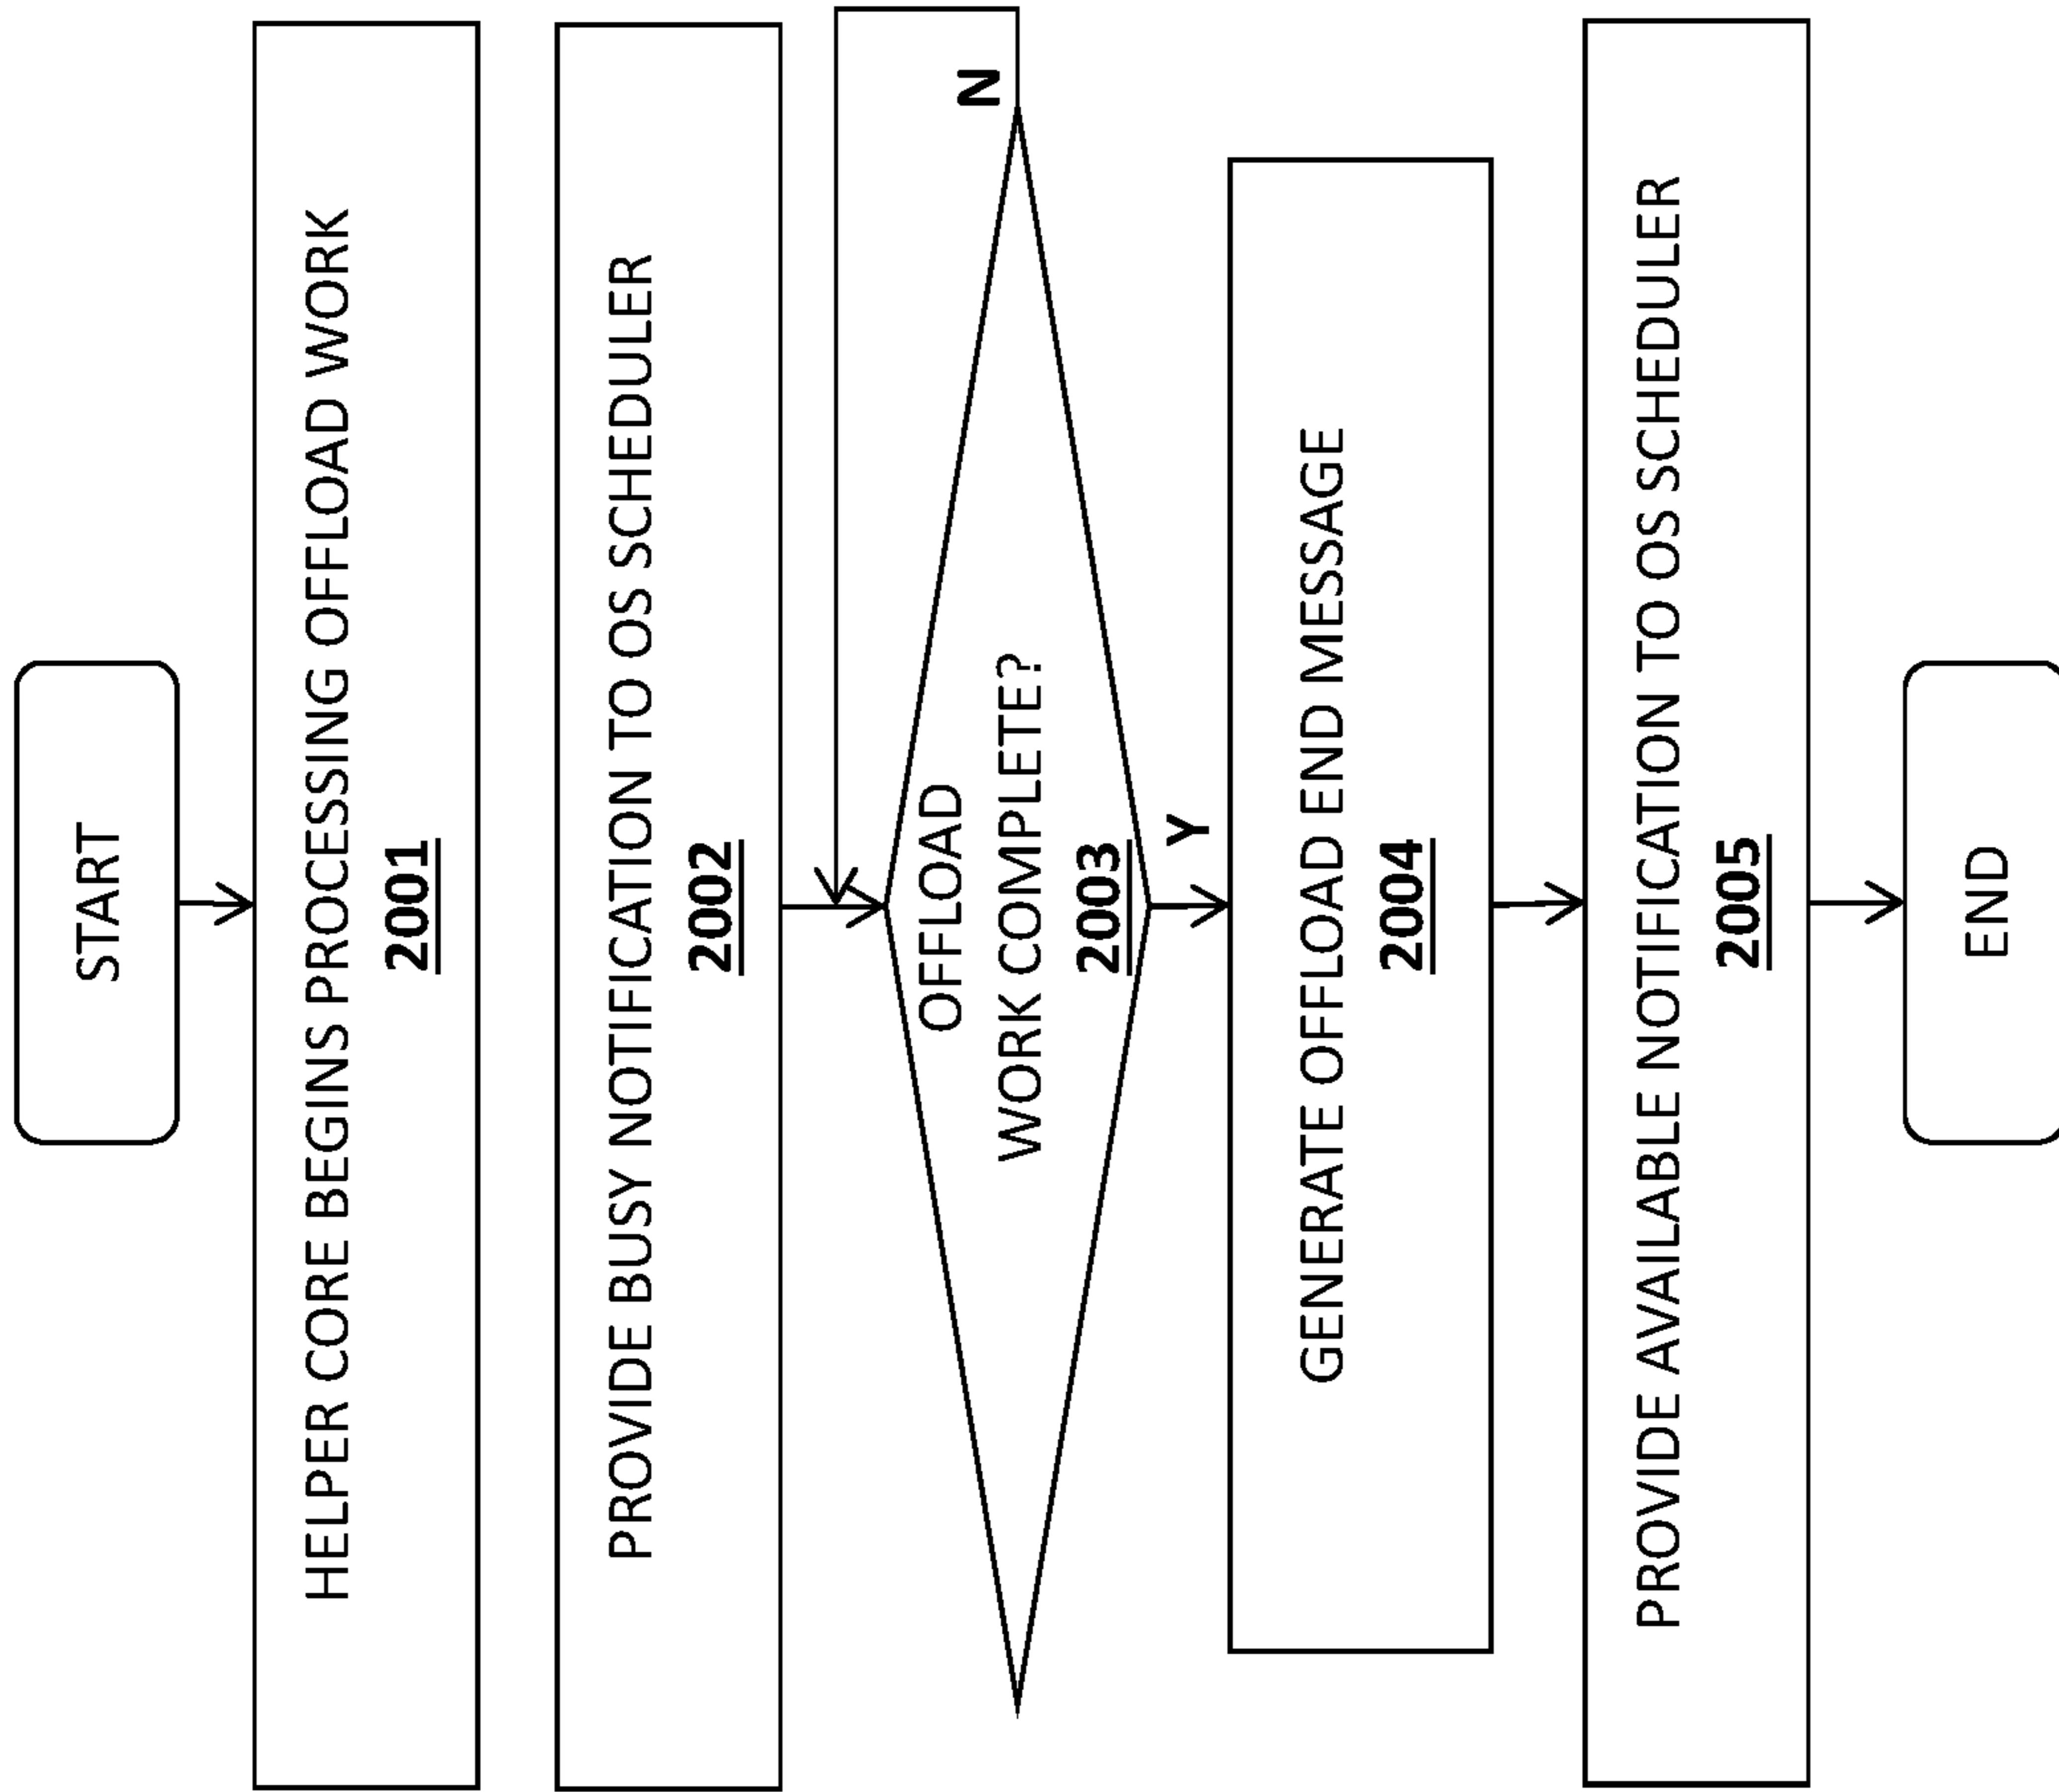 START
HELPER CORE BEGINS PROCESSING OFFLOAD WORK
2001
PROVIDE BUSY NOTIFICATION TO OS SCHEDULER
2002
OFFLOAD
WORK COMPLETE?
2003
N
Y
GENERATE OFFLOAD END MESSAGE
2004
PROVIDE AVAILABLE NOTIFICATION TO OS SCHEDULER
2005
END